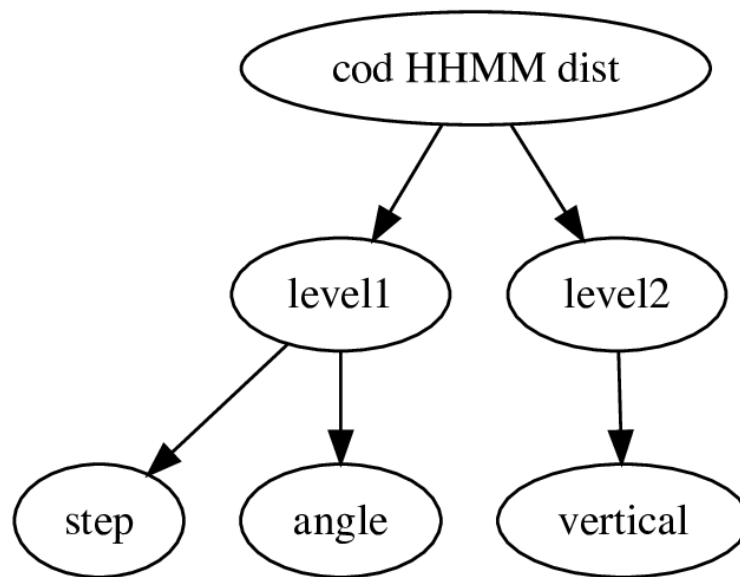 cod HHMM dist
level1
level2
step
angle
vertical